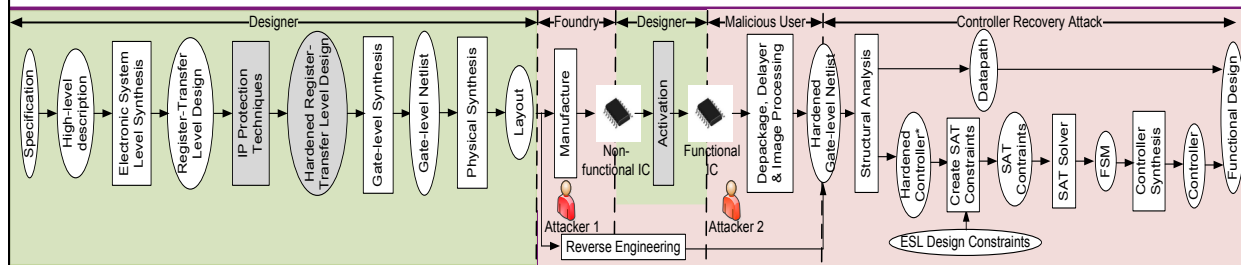 Designer
Foundry
Designer
Malicious User
Controller Recovery Attack
Specification
High-level
description
Electronic System
Level Synthesis
Register-Transfer
Level Design
IP Protection
Techniques
Hardened Register-
Transfer Level Design
Gate-level Synthesis
Gate-level Netlist
Physical Synthesis
Layout
Manufacture
Non-
functional IC
Activation
Functional
IC
Depackage, Delayer
& Image Processing
Hardened
Gate-level Netlist
Structural Analysis
Datapath
Hardened
Controller*
Create SAT
Constraints
SAT
Constraints
SAT Solver
FSM
Controller
Synthesis
Controller
Functional Design
Attacker 1
Attacker 2
Reverse Engineering
ESL Design Constraints